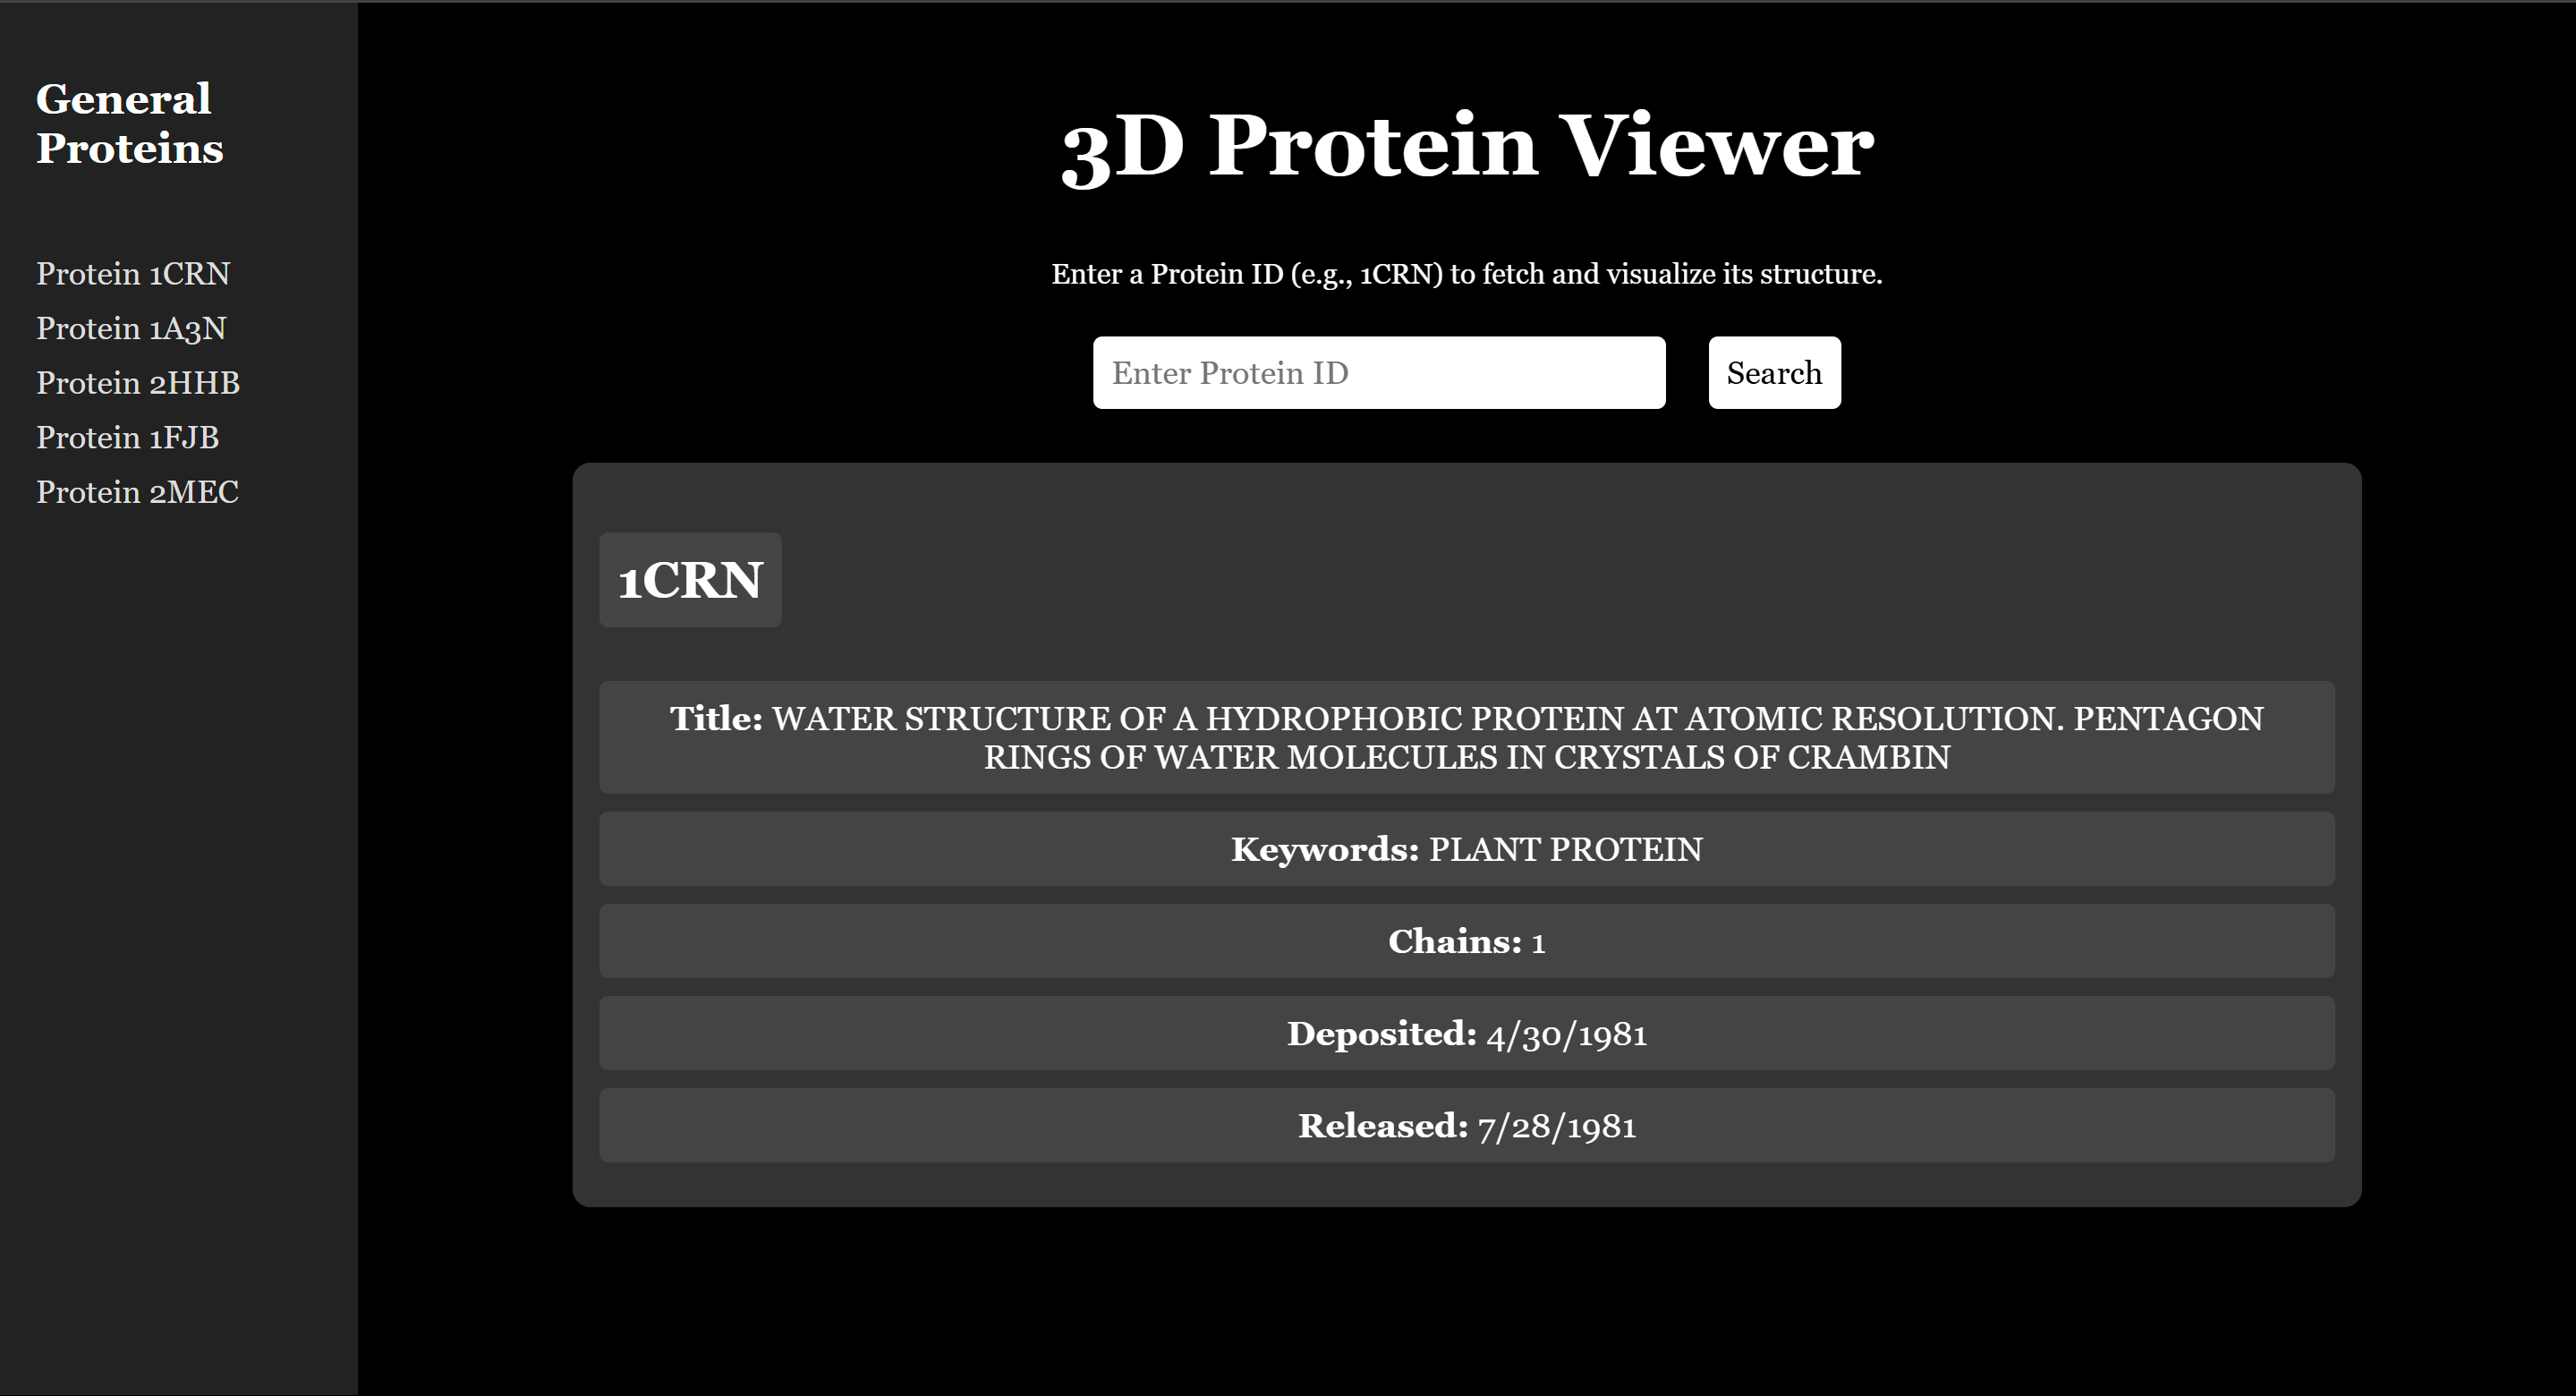 General
Proteins
Protein 1CRN
Protein 1A3N
Protein 2HHB
Protein 1FJB
Protein 2MEC
3D Protein Viewer
Enter a Protein ID (e.g., 1CRN) to fetch and visualize its structure.
Enter Protein ID
Search
1CRN
Title: WATER STRUCTURE OF A HYDROPHOBIC PROTEIN AT ATOMIC RESOLUTION. PENTAGON
RINGS OF WATER MOLECULES IN CRYSTALS OF CRAMBIN
Keywords: PLANT PROTEIN
Chains: 1
Deposited: 4/30/1981
Released: 7/28/1981